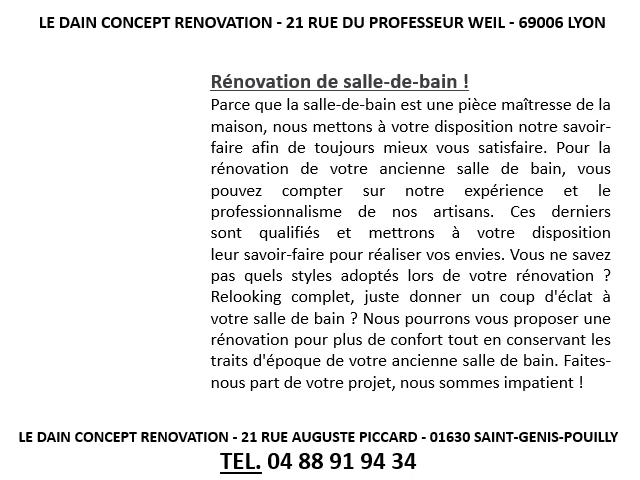 LE DAIN CONCEPT RENOVATION - 21 RUE DU PROFESSEUR WEIL - 69006 LYON
Rénovation de salle-de-bain !
Parce que la salle-de-bain est une pièce maîtresse de la
maison, nous mettons à votre disposition notre savoir-
faire afin de toujours mieux vous satisfaire. Pour la
rénovation de votre ancienne salle de bain, vous
pouvez compter sur notre expérience et le
professionnalisme de nos artisans. Ces derniers
sont qualifiés et mettrons à votre disposition
leur savoir-faire pour réaliser vos envies. Vous ne savez
pas quels styles adoptés lors de votre rénovation ?
Relooking complet, juste donner un coup d'éclat à
votre salle de bain ? Nous pourrons vous proposer une
rénovation pour plus de confort tout en conservant les
traits d'époque de votre ancienne salle de bain. Faites-
nous part de votre projet, nous sommes impatient !
LE DAIN CONCEPT RENOVATION - 21 RUE AUGUSTE PICCARD - 01630 SAINT-GENIS-POUILLY
TEL. 04 88 91 94 34